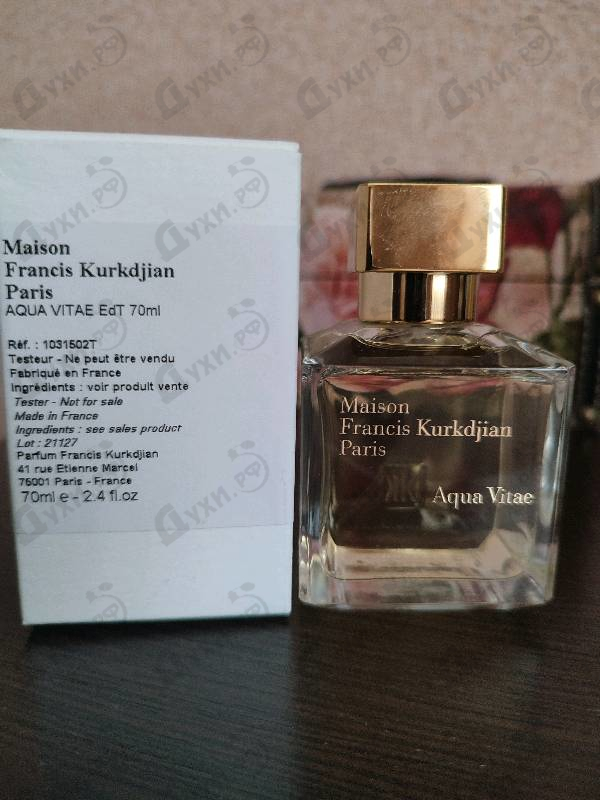 Maison
Francis Kurkdjian
Paris
AQUA VITAE EdT 70ml
Réf. : 1031502T
Testeur - Ne peut être vendu
Fabriqué en France
Ingrédients : voir produit vente
Tester - Not for sale
Made in France
Ingredients : see sales product
Lot : 21127
Parfum Francis Kurkdjian
41 rue Etienne Marcel
75001 Paris - France
70ml e - 2.4 fl.oz
Maison
Francis Kurkdjian
Paris
Aqua Vitae
Духи.РФ